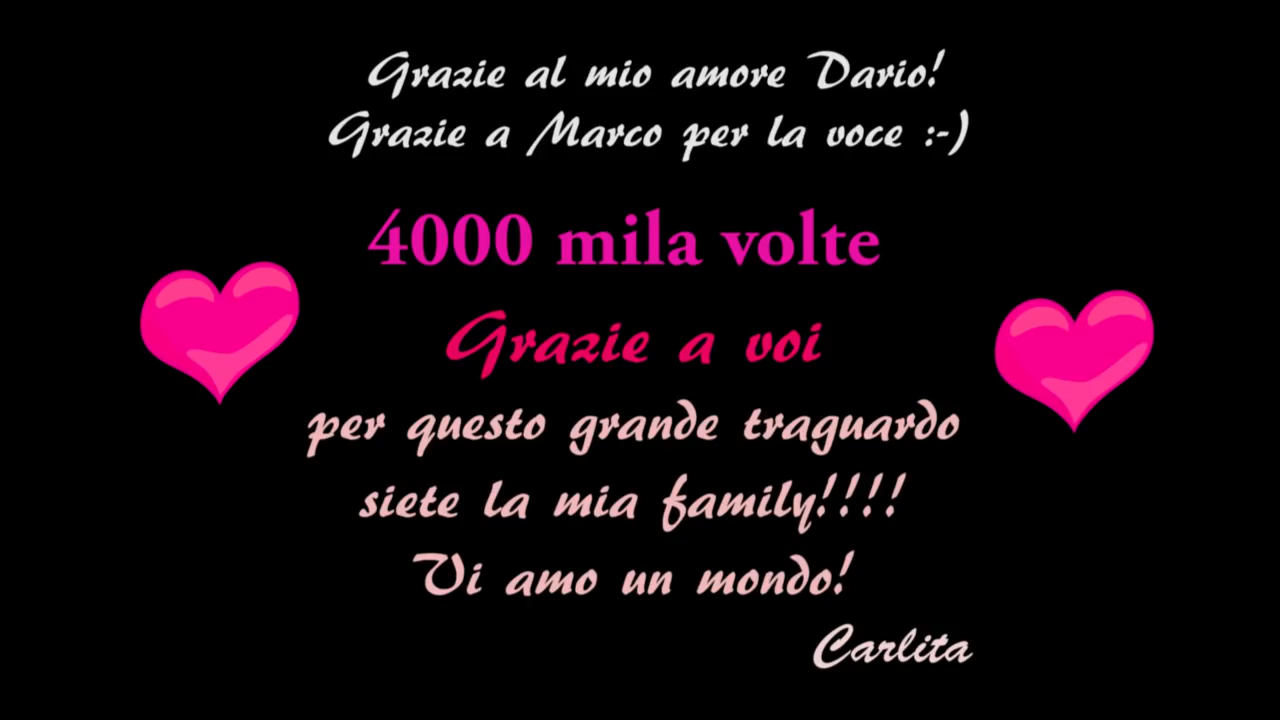 Grazie al mio amore Dario!
Grazie a Marco per la voce :-)
4000 mila volte
Grazie a voi
per questo grande traguardo
siete la mia family!!!!
Vi amo un mondo!
Carlita